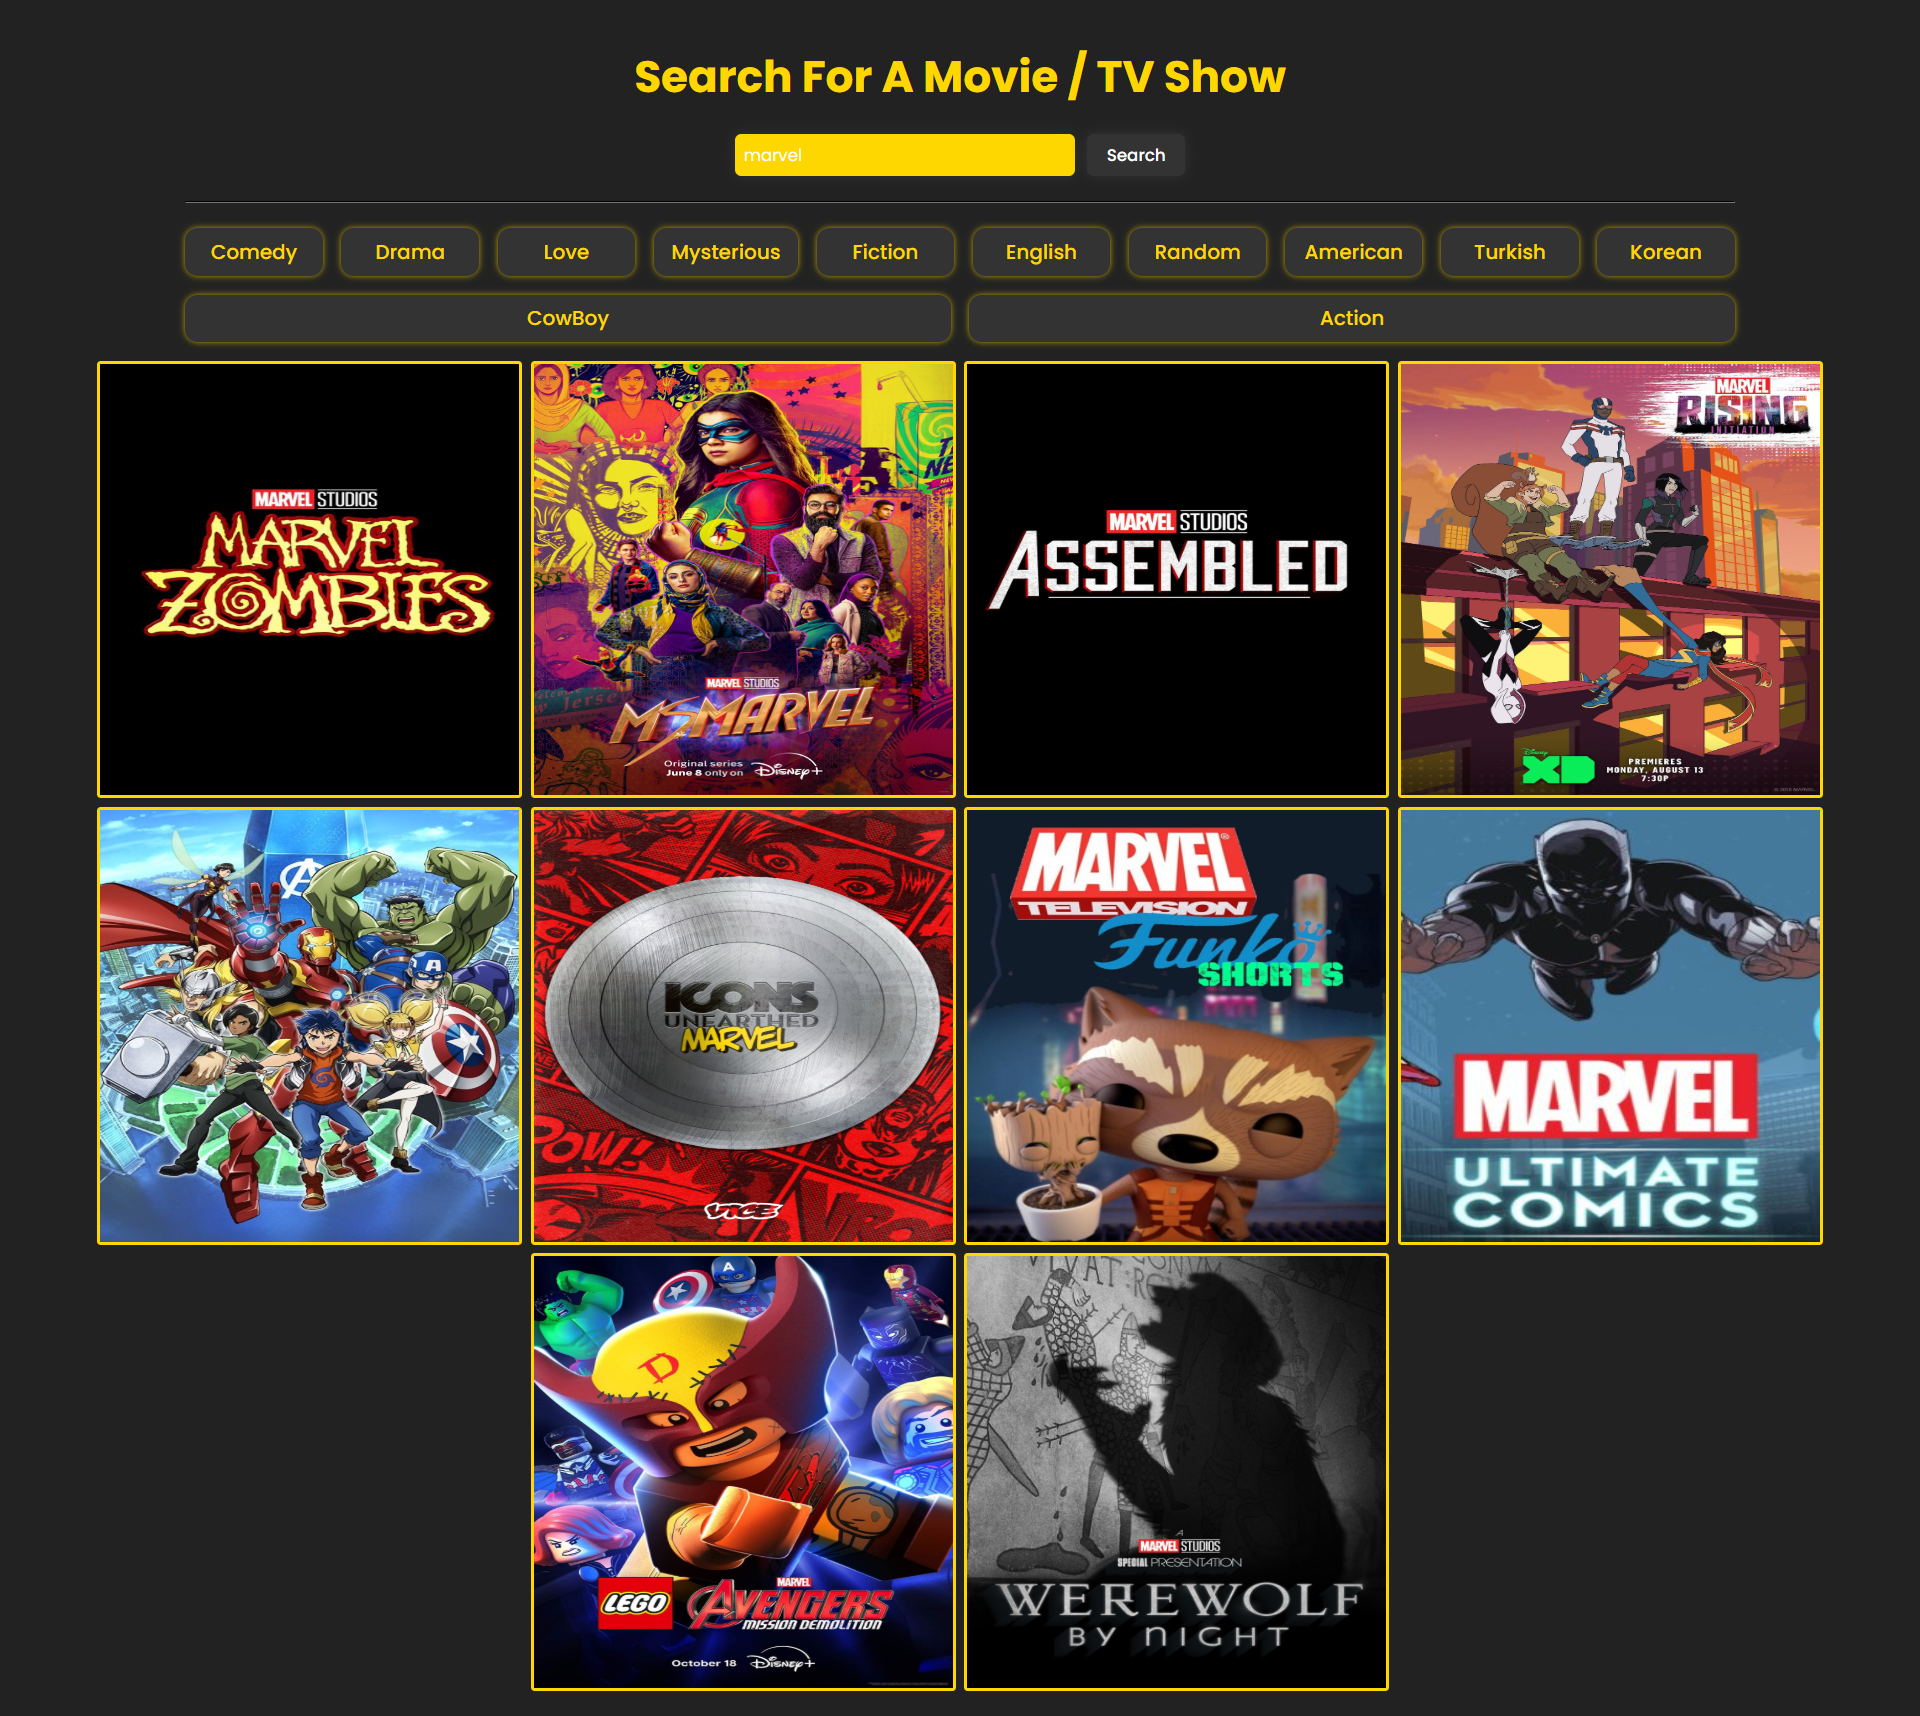 Search For A Movie / TV Show
marvel
Search
Comedy
Drama
Love
Mysterious
Fiction
English
Random
American
Turkish
Korean
CowBoy
Action
MARVEL STUDIOS
MARVEL
ZOMBIES
MARVEL STUDIOS
MS MARVEL
Original series
June 8 only on Disney+
MARVEL STUDIOS
ASSEMBLED
MARVEL
RISING
INITIATION
Disney
XD
PREMIERES
MONDAY, AUGUST 13
7:30P
ICONS
UNEARTHED
MARVEL
POW!
VICE
MARVEL
TELEVISION
Funko
SHORTS
MARVEL
ULTIMATE
COMICS
D
LEGO
MARVEL
AVENGERS
MISSION DEMOLITION
October 18 Disney+
A
MARVEL STUDIOS
SPECIAL PRESENTATION
WEREWOLF
BY NIGHT